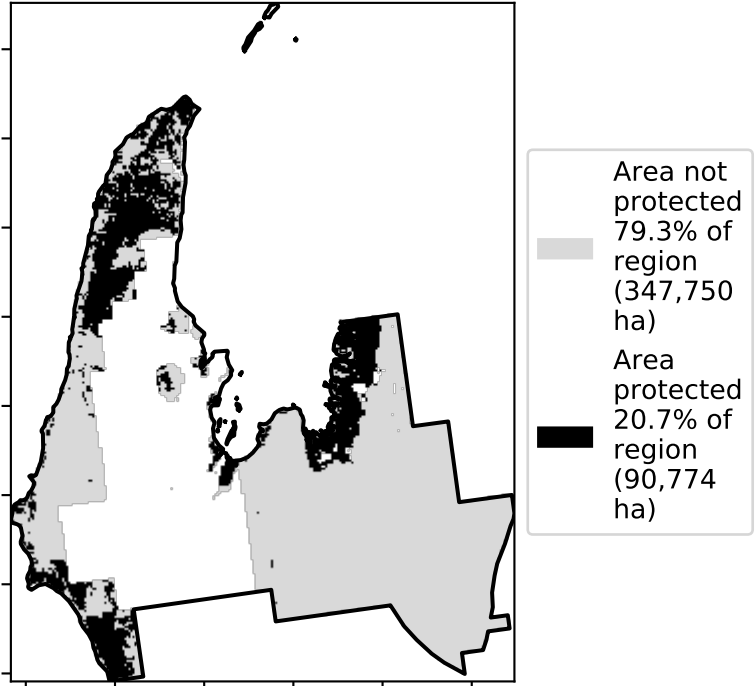 Area not
protected
79.3% of
region
(347,750
ha)
Area
protected
20.7% of
region
(90,774
ha)